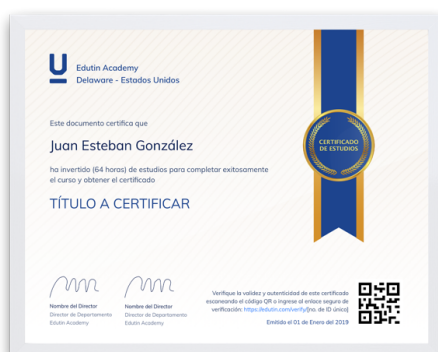 Edutin Academy
Delaware - Estados Unidos
Este documento certifica que
Juan Esteban González
ha invertido (64 horas) de estudios para completar exitosamente
el curso y obtener el certificado
TÍTULO A CERTIFICAR
CERTIFICADO
DE ESTUDIOS
Nombre del Director
Director de Departamento
Edutin Academy
Nombre del Director
Director de Departamento
Edutin Academy
Verifique la validez y autenticidad de este certificado
escaneando el código QR o ingrese al enlace seguro de
verificación: https://edutin.com/verify/[no. de ID único]
Emitido el 01 de Enero del 2019